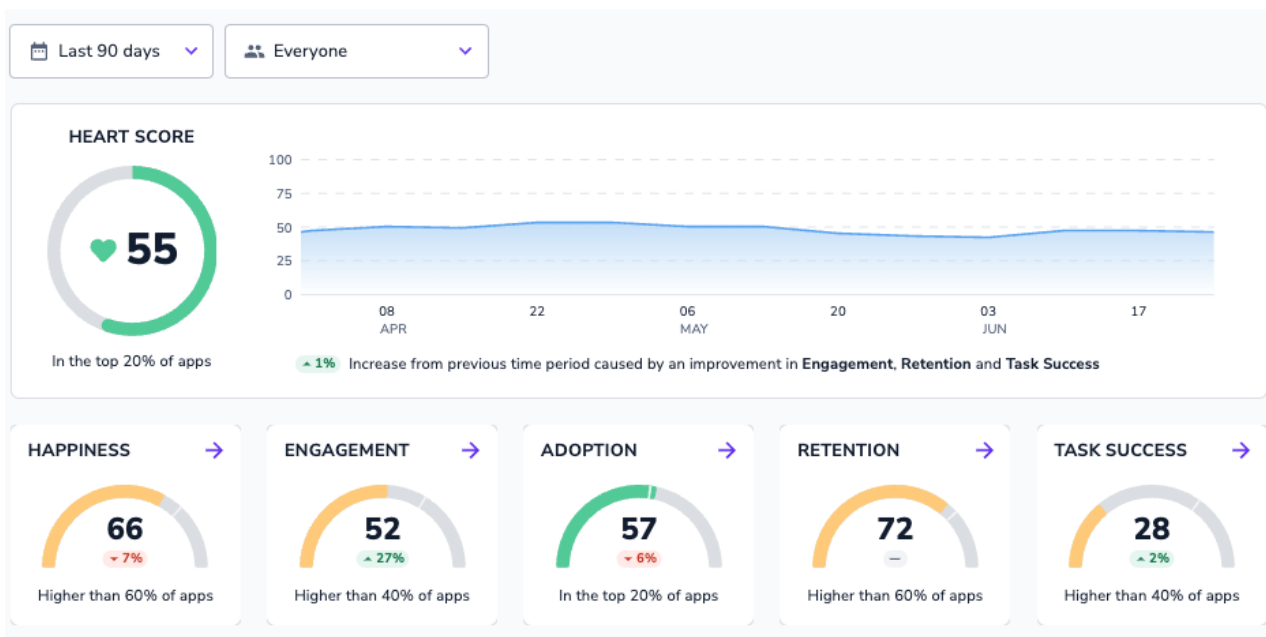 Last 90 days
Everyone
HEART SCORE
55
In the top 20% of apps
100
75
50
25
0
08 22 06 20 03 17
APR MAY JUN
1% Increase from previous time period caused by an improvement in Engagement, Retention and Task Success
HAPPINESS
66
7%
Higher than 60% of apps
ENGAGEMENT
52
27%
Higher than 40% of apps
ADOPTION
57
6%
In the top 20% of apps
RETENTION
72
—
Higher than 60% of apps
TASK SUCCESS
28
2%
Higher than 40% of apps